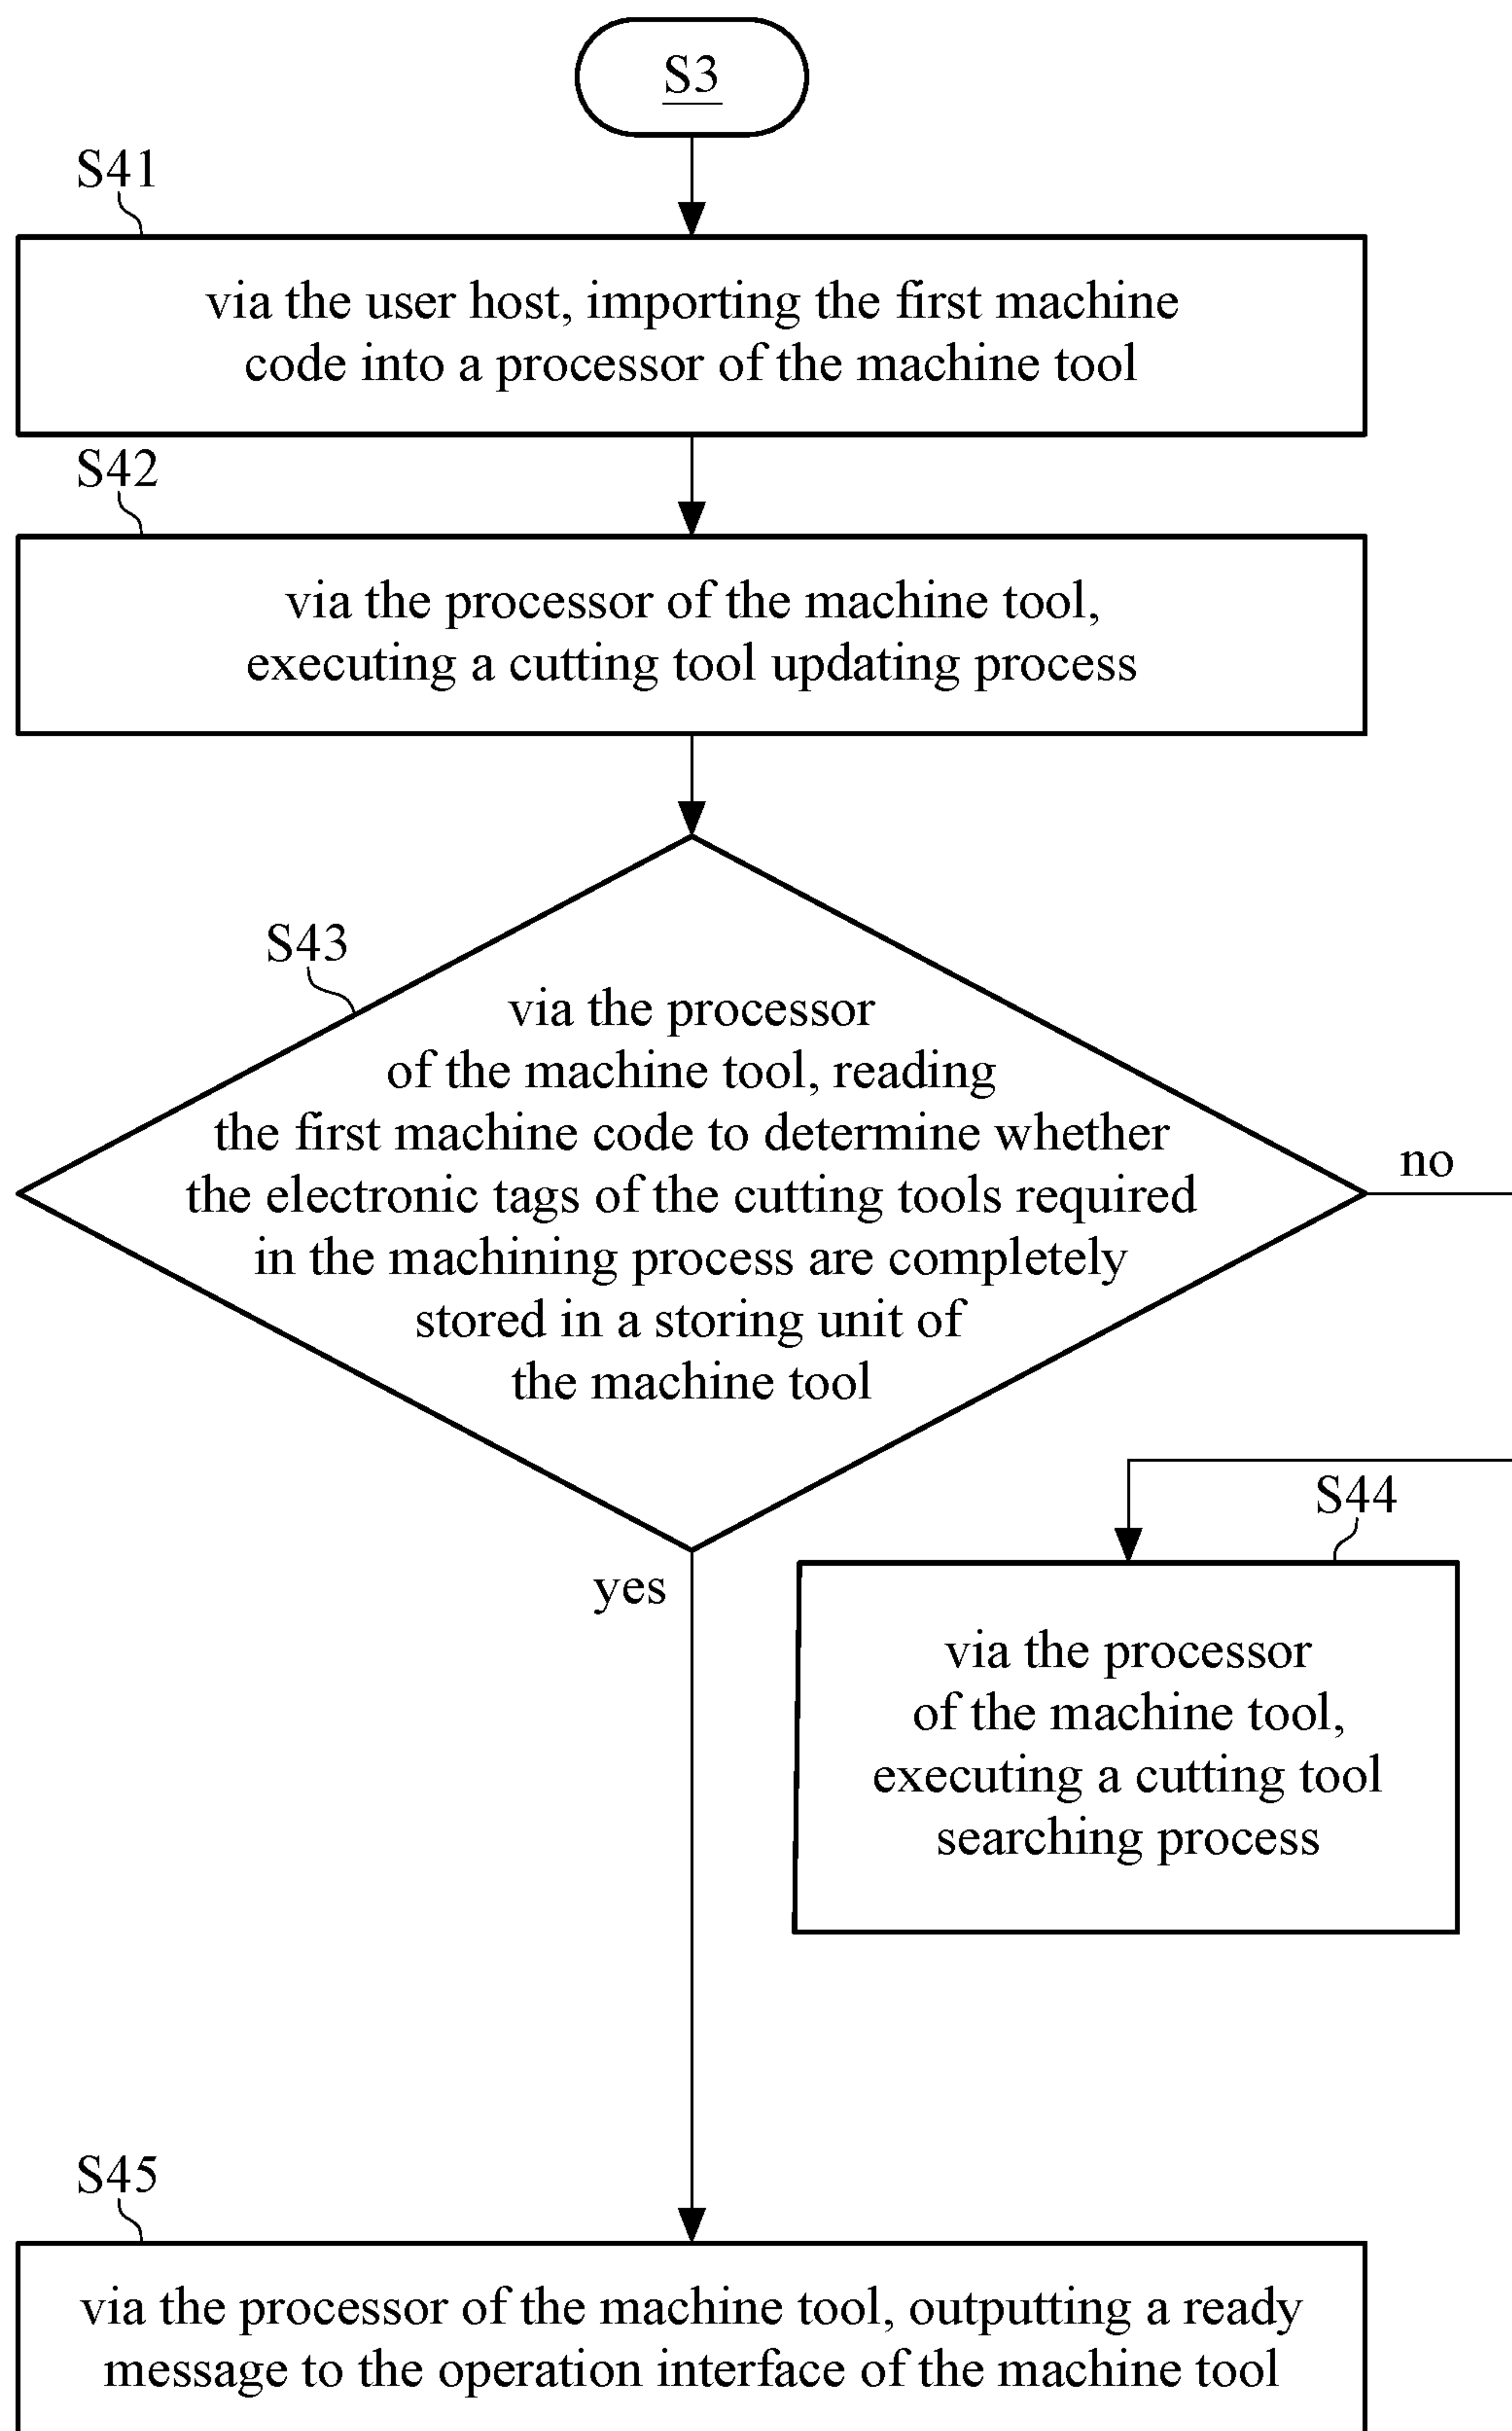 S3
S41
via the user host, importing the first machine
code into a processor of the machine tool
S42
via the processor of the machine tool,
executing a cutting tool updating process
S43
via the processor
of the machine tool, reading
the first machine code to determine whether
the electronic tags of the cutting tools required
in the machining process are completely
stored in a storing unit of
the machine tool
no
yes
S44
via the processor
of the machine tool,
executing a cutting tool
searching process
S45
via the processor of the machine tool, outputting a ready
message to the operation interface of the machine tool